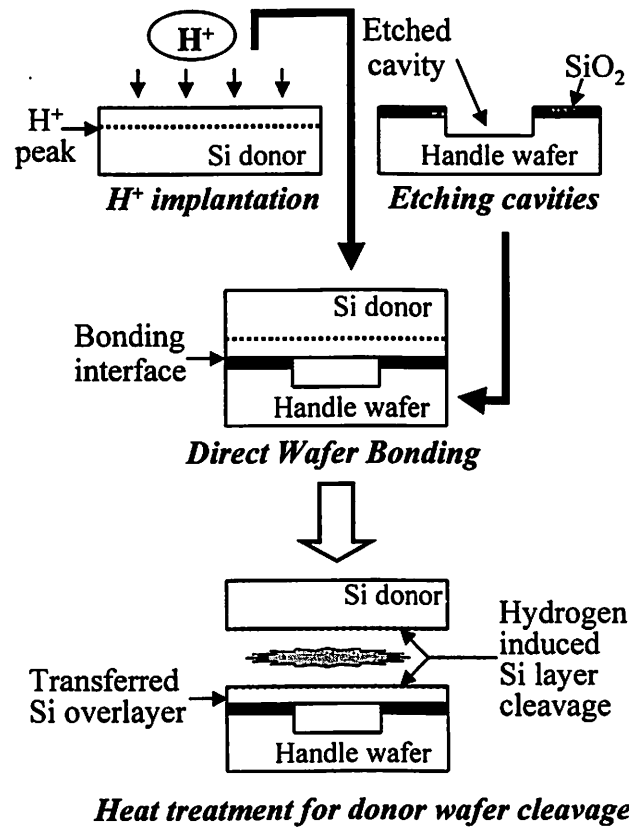 H+
H+
peak
Si donor
H+ implantation
Etched
cavity
SiO2
Handle wafer
Etching cavities
Si donor
Bonding
interface
Handle wafer
Direct Wafer Bonding
Si donor
Hydrogen
induced
Si layer
cleavage
Transferred
Si overlayer
Handle wafer
Heat treatment for donor wafer cleavage